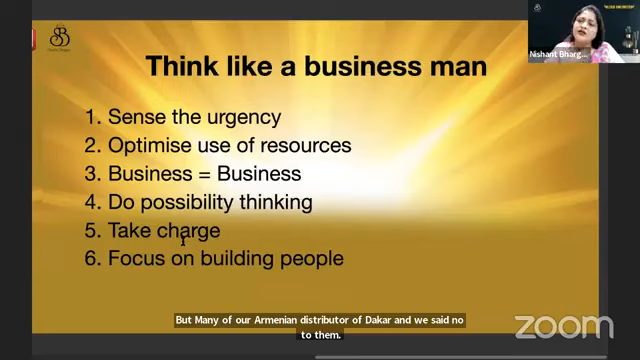 SB
Think like a business man
1. Sense the urgency
2. Optimise use of resources
3. Business = Business
4. Do possibility thinking
5. Take charge
6. Focus on building people
Nishant Bharg...
But Many of our Armenian distributor of Dakar and we said no
to them.
zoom